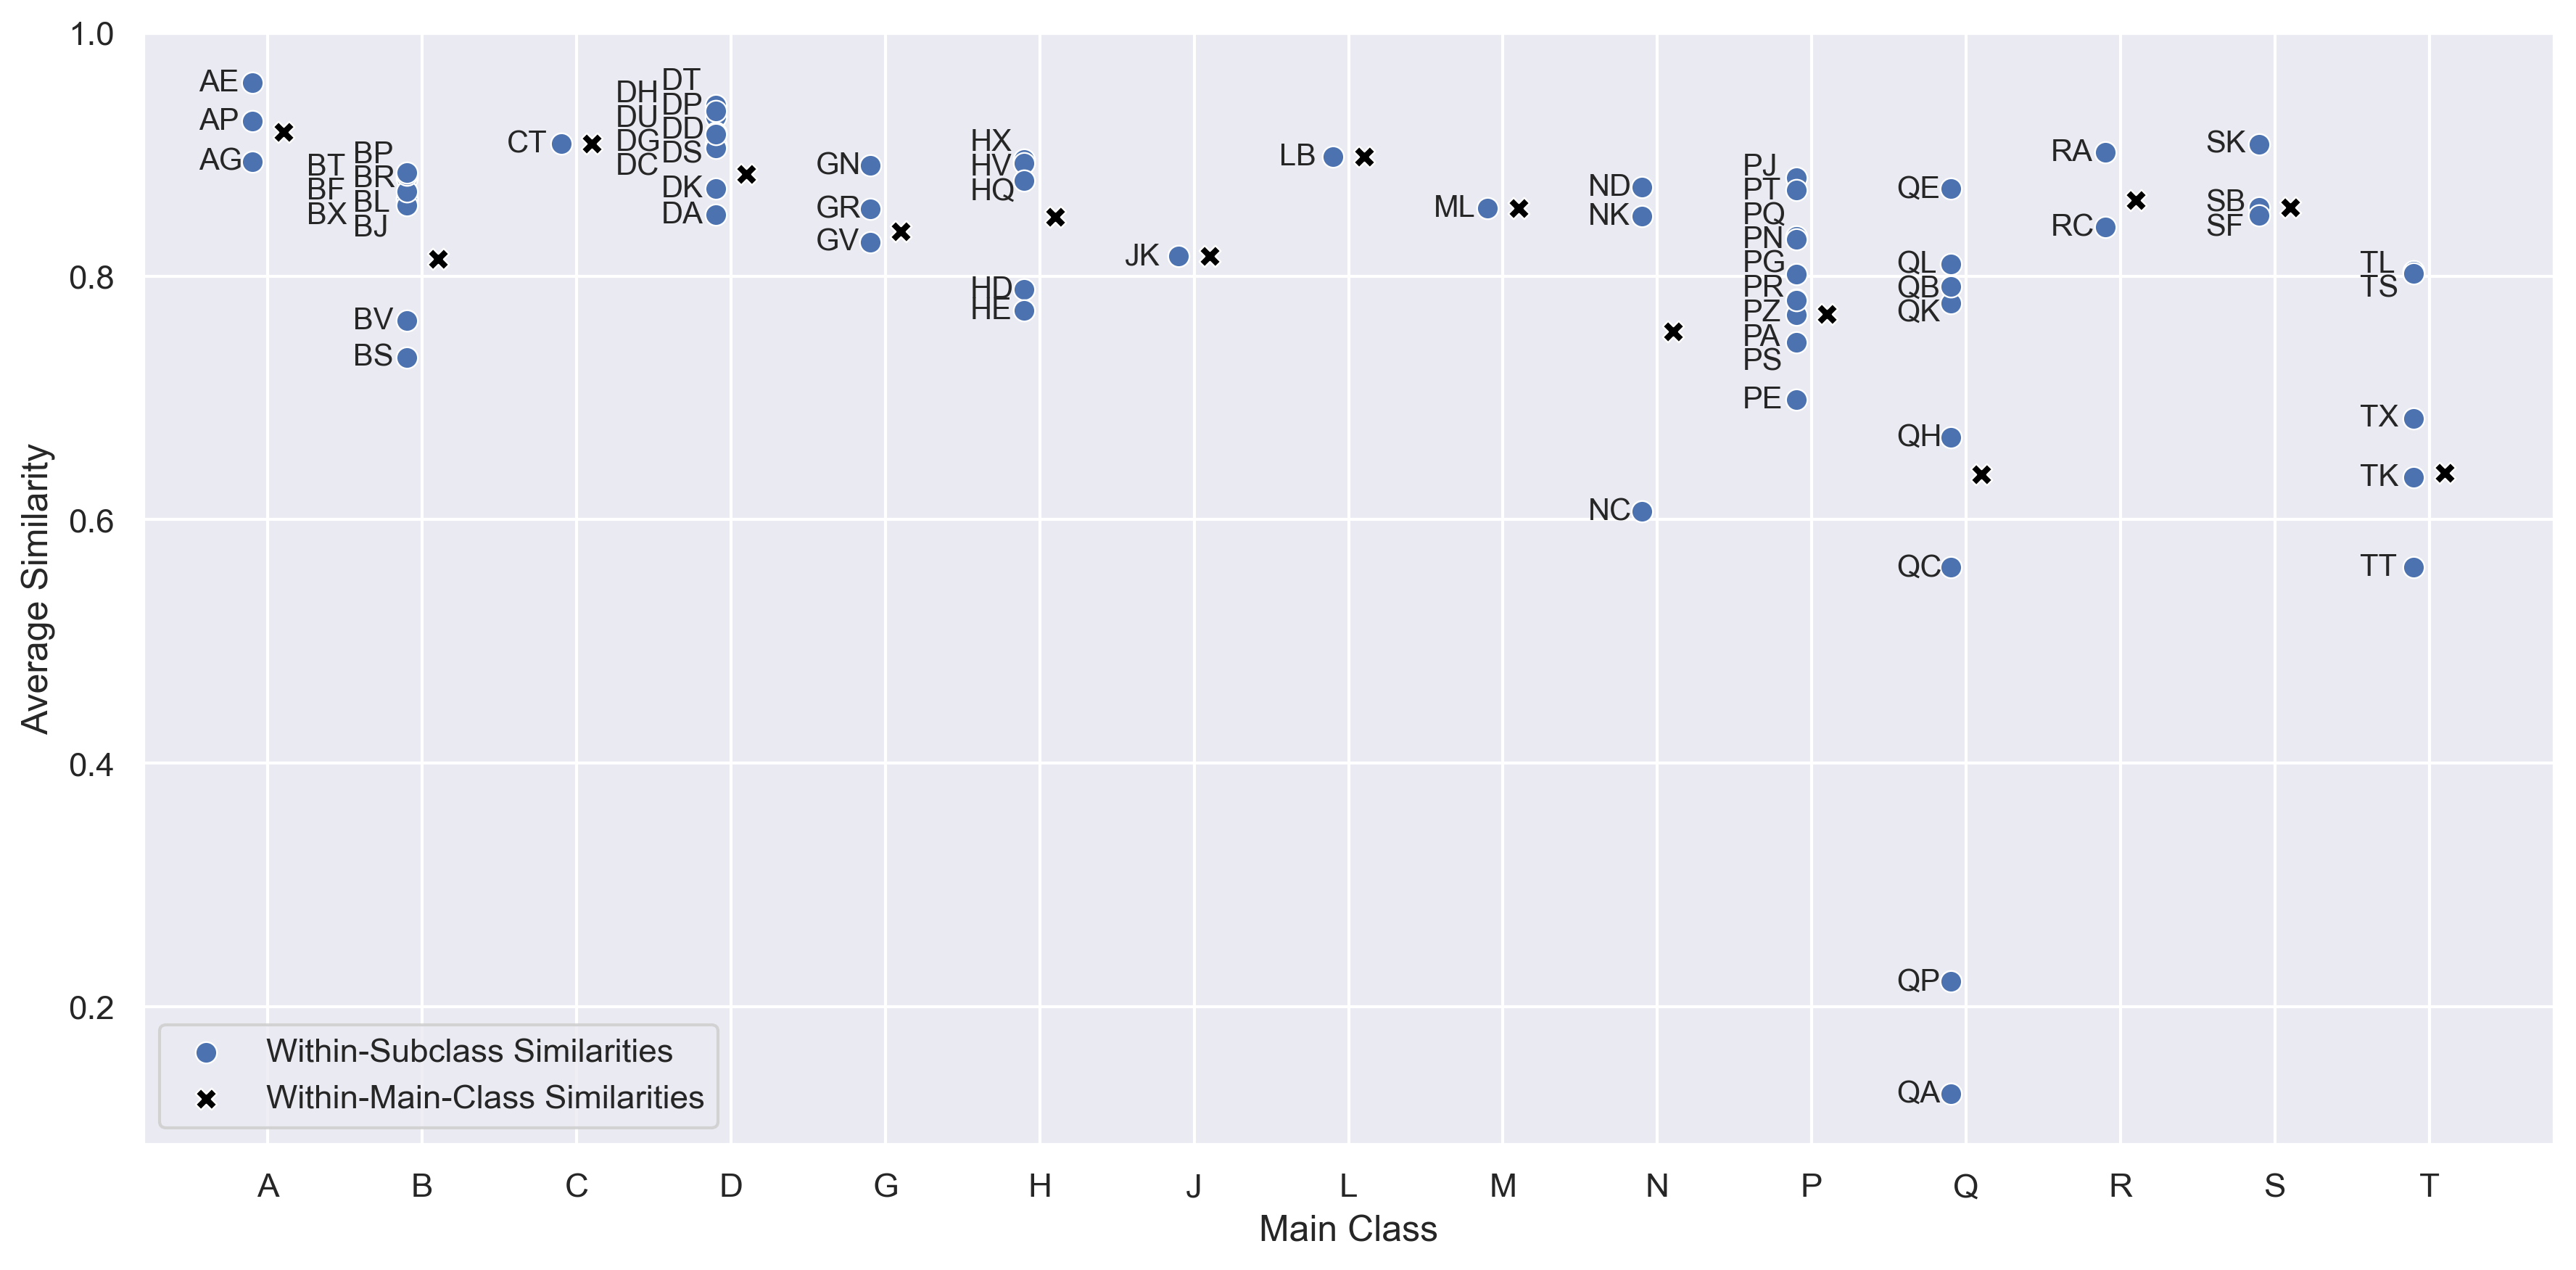 1.0
0.8
0.6
0.4
0.2
Average Similarity
AE
AP
AG
BP
BT
BR
BF
BL
BX
BJ
BV
BS
CT
DT
DH
DP
DU
DD
DG
DS
DC
DK
DA
GN
GR
GV
HX
HV
HQ
HD
HE
JK
LB
ML
ND
NK
NC
PJ
PT
PQ
PN
PG
PR
PZ
PA
PS
PE
QE
QL
QB
QK
QH
QC
QP
QA
RA
RC
SK
SB
SF
TL
TS
TX
TK
TT
Within-Subclass Similarities
Within-Main-Class Similarities
A B C D G H J L M N P Q R S T
Main Class